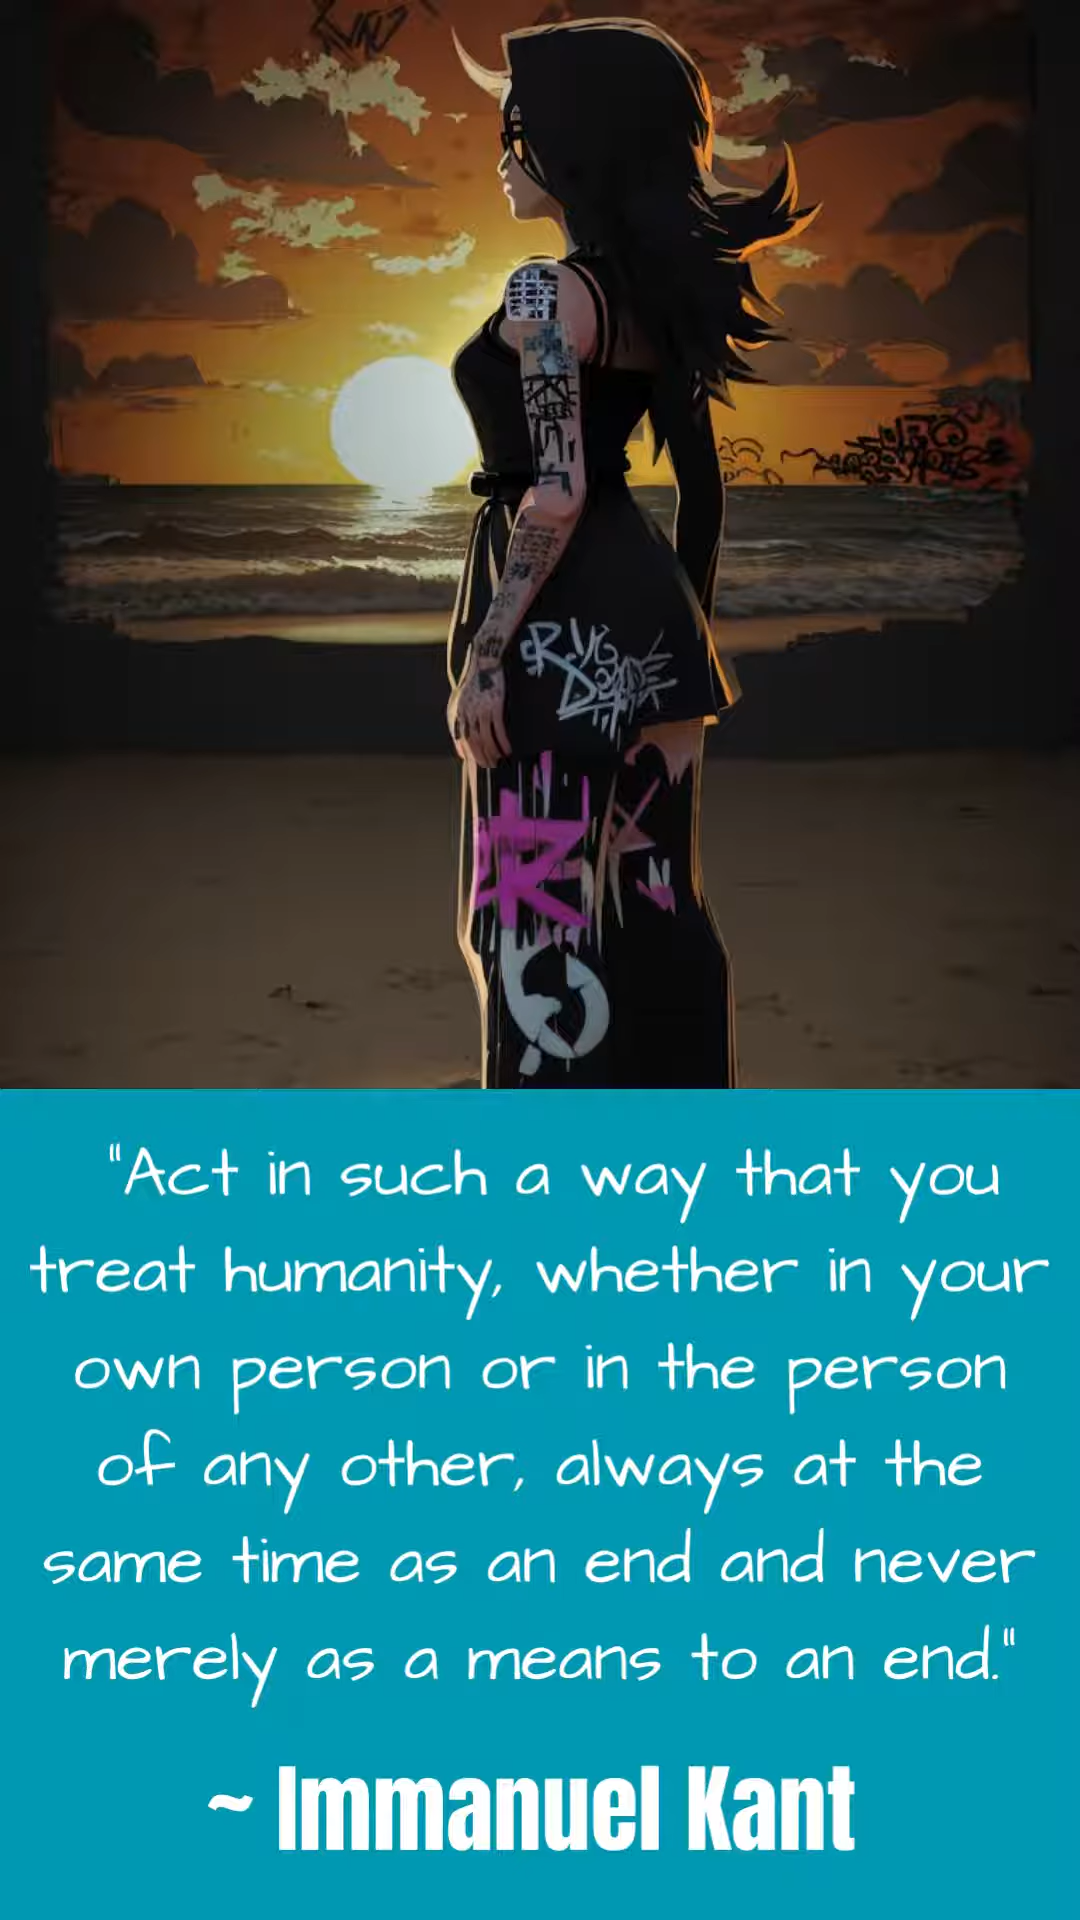 "Act in such a way that you
treat humanity, whether in your
own person or in the person
of any other, always at the
same time as an end and never
merely as a means to an end."
~ Immanuel Kant